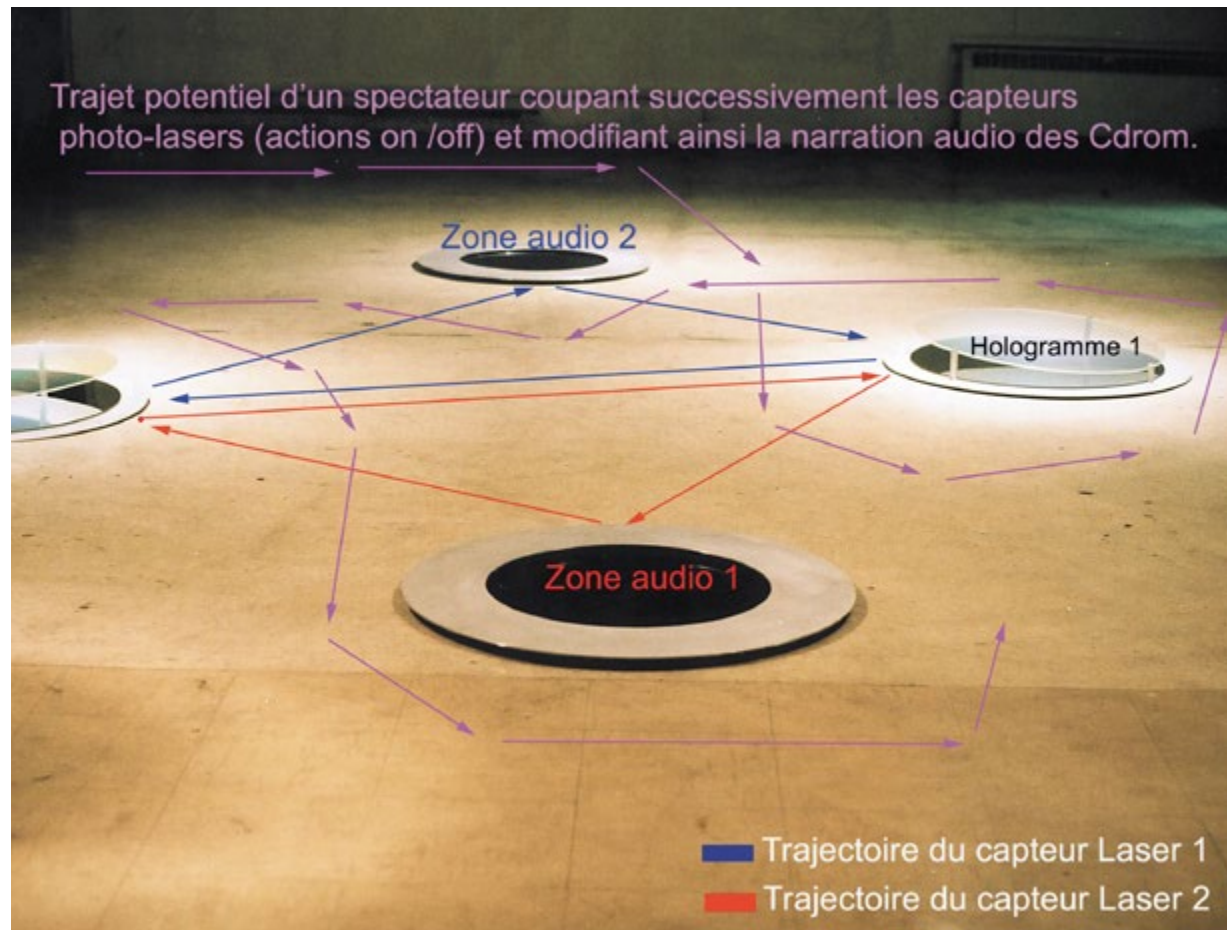 Trajet potentiel d'un spectateur coupant successivement les capteurs
photo-lasers (actions on /off) et modifiant ainsi la narration audio des Cdrom.
Zone audio 2
Hologramme 1
Zone audio 1
Trajectoire du capteur Laser 1
Trajectoire du capteur Laser 2